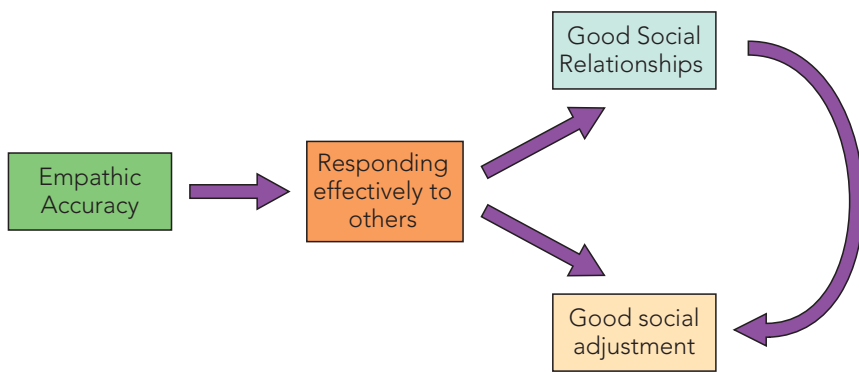 Good Social
Relationships
Empathic
Accuracy
Responding
effectively to
others
Good social
adjustment